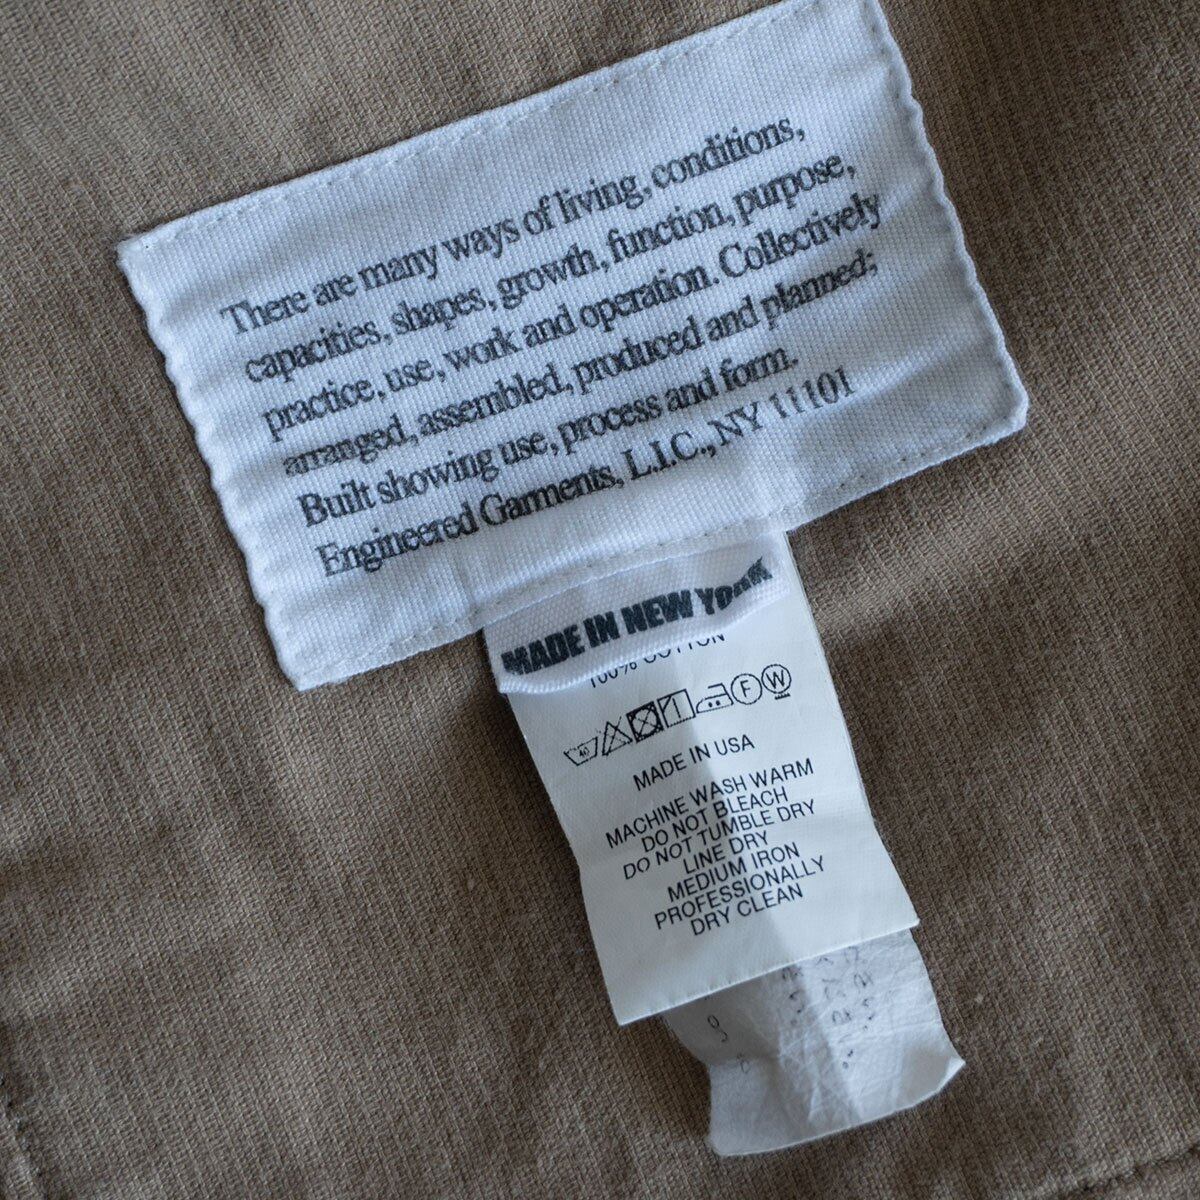 There are many ways of living, conditions,
capacities, shapes, growth, function, purpose,
practice, use, work and operation. Collectively
arranged, assembled, produced and planned;
Built showing use, process and form.
Engineered Garments, L.I.C., NY 11101
MADE IN NEW YORK
100% COTTON
40 1 F W
MADE IN USA
MACHINE WASH WARM
DO NOT BLEACH
DO NOT TUMBLE DRY
LINE DRY
MEDIUM IRON
PROFESSIONALLY
DRY CLEAN